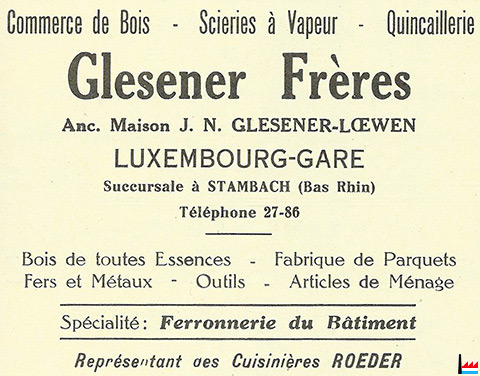 Commerce de Bois - Scieries à Vapeur - Quincaillerie
Glesener Frères
Anc. Maison J. N. GLESENER-LŒWEN
LUXEMBOURG-GARE
Succursale à STAMBACH (Bas Rhin)
Téléphone 27-86
Bois de toutes Essences - Fabrique de Parquets
Fers et Métaux - Outils - Articles de Ménage
Spécialité: Ferronnerie du Bâtiment
Représentant des Cuisinières ROEDER